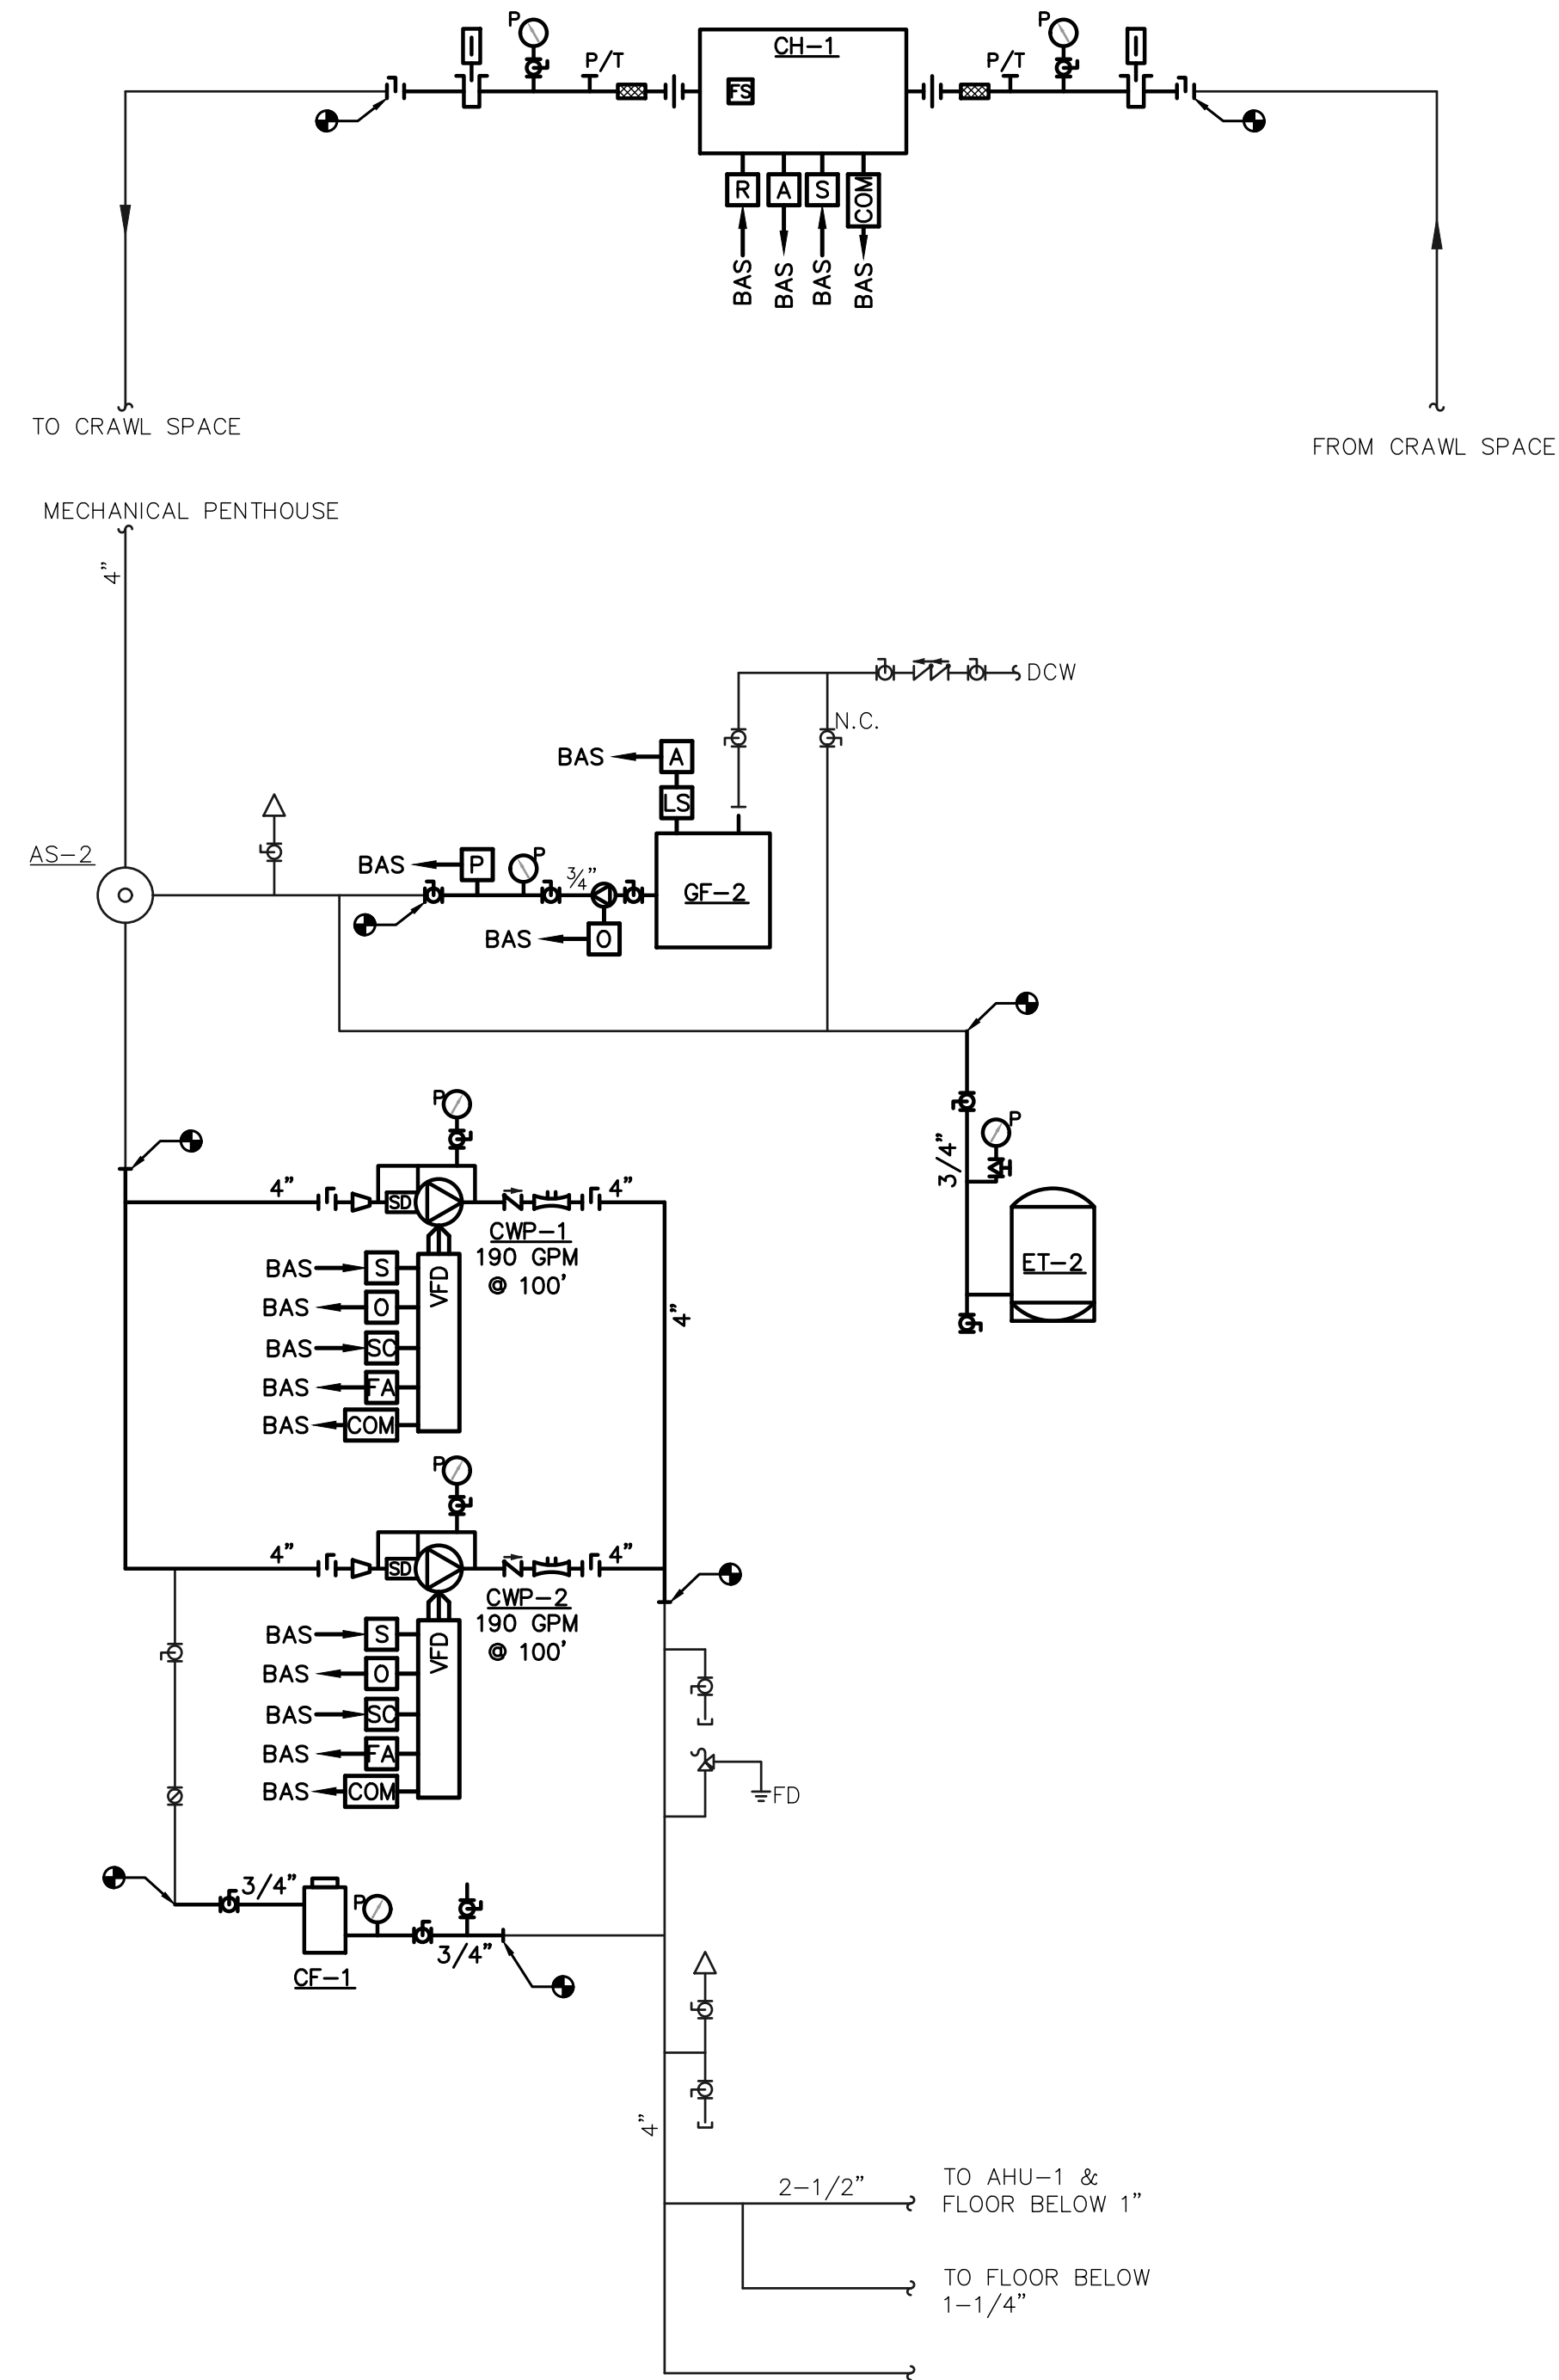 P
P/T
CH-1
FS
P/T
P
R
A
S
COM
BAS
BAS
BAS
BAS
TO CRAWL SPACE
FROM CRAWL SPACE
MECHANICAL PENTHOUSE
4"
DCW
N.C.
BAS
A
LS
AS-2
BAS
P
P
3/4"
GF-2
BAS
O
P
P
3/4"
4"
SD
4"
CWP-1
190 GPM
@ 100'
ET-2
BAS
S
VFD
BAS
O
4"
BAS
SC
BAS
FA
BAS
COM
P
4"
SD
4"
CWP-2
190 GPM
@ 100'
BAS
S
VFD
BAS
O
BAS
SC
BAS
FA
BAS
COM
FD
3/4"
P
3/4"
CF-1
4"
2-1/2"
TO AHU-1 &
FLOOR BELOW 1"
TO FLOOR BELOW
1-1/4"